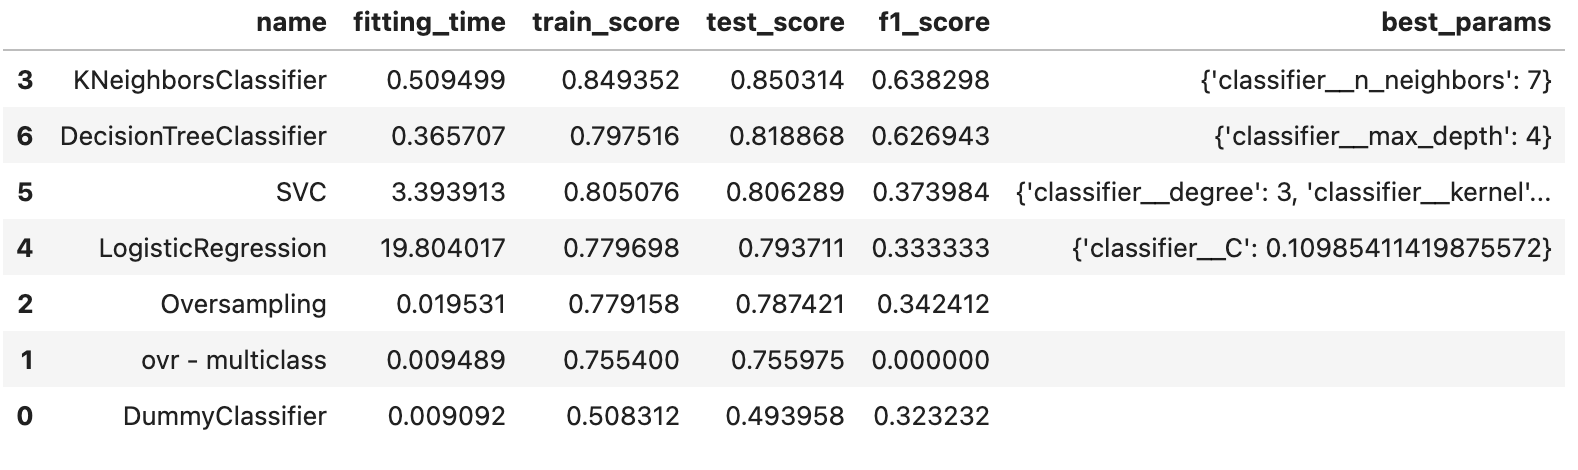 name fitting_time train_score test_score f1_score best_params
3 KNeighborsClassifier 0.509499 0.849352 0.850314 0.638298 {'classifier__n_neighbors': 7}
6 DecisionTreeClassifier 0.365707 0.797516 0.818868 0.626943 {'classifier__max_depth': 4}
5 SVC 3.393913 0.805076 0.806289 0.373984 {'classifier__degree': 3, 'classifier__kernel'...
4 LogisticRegression 19.804017 0.779698 0.793711 0.333333 {'classifier__C': 0.10985411419875572}
2 Oversampling 0.019531 0.779158 0.787421 0.342412
1 ovr - multiclass 0.009489 0.755400 0.755975 0.000000
0 DummyClassifier 0.009092 0.508312 0.493958 0.323232